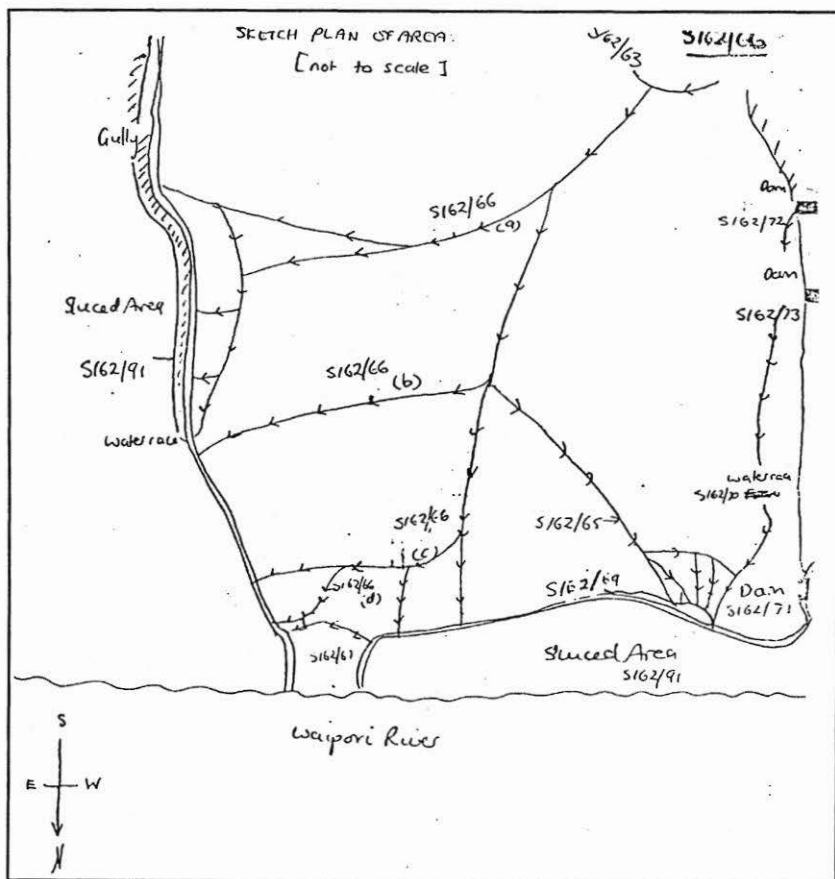 SKETCH PLAN OF AREA.
[not to scale]
S162/63
Gully
Dam
S162/66
(a)
S162/72
Dam
Sluced Area
S162/73
S162/91
S162/66
(b)
Waterrace
Waterrace
S162/70
S162/66
(c)
S162/65
S162/66
(d)
S162/69
Dam
S162/71
S162/67
Sluced Area
S162/91
Waipori River
S
E
W
N